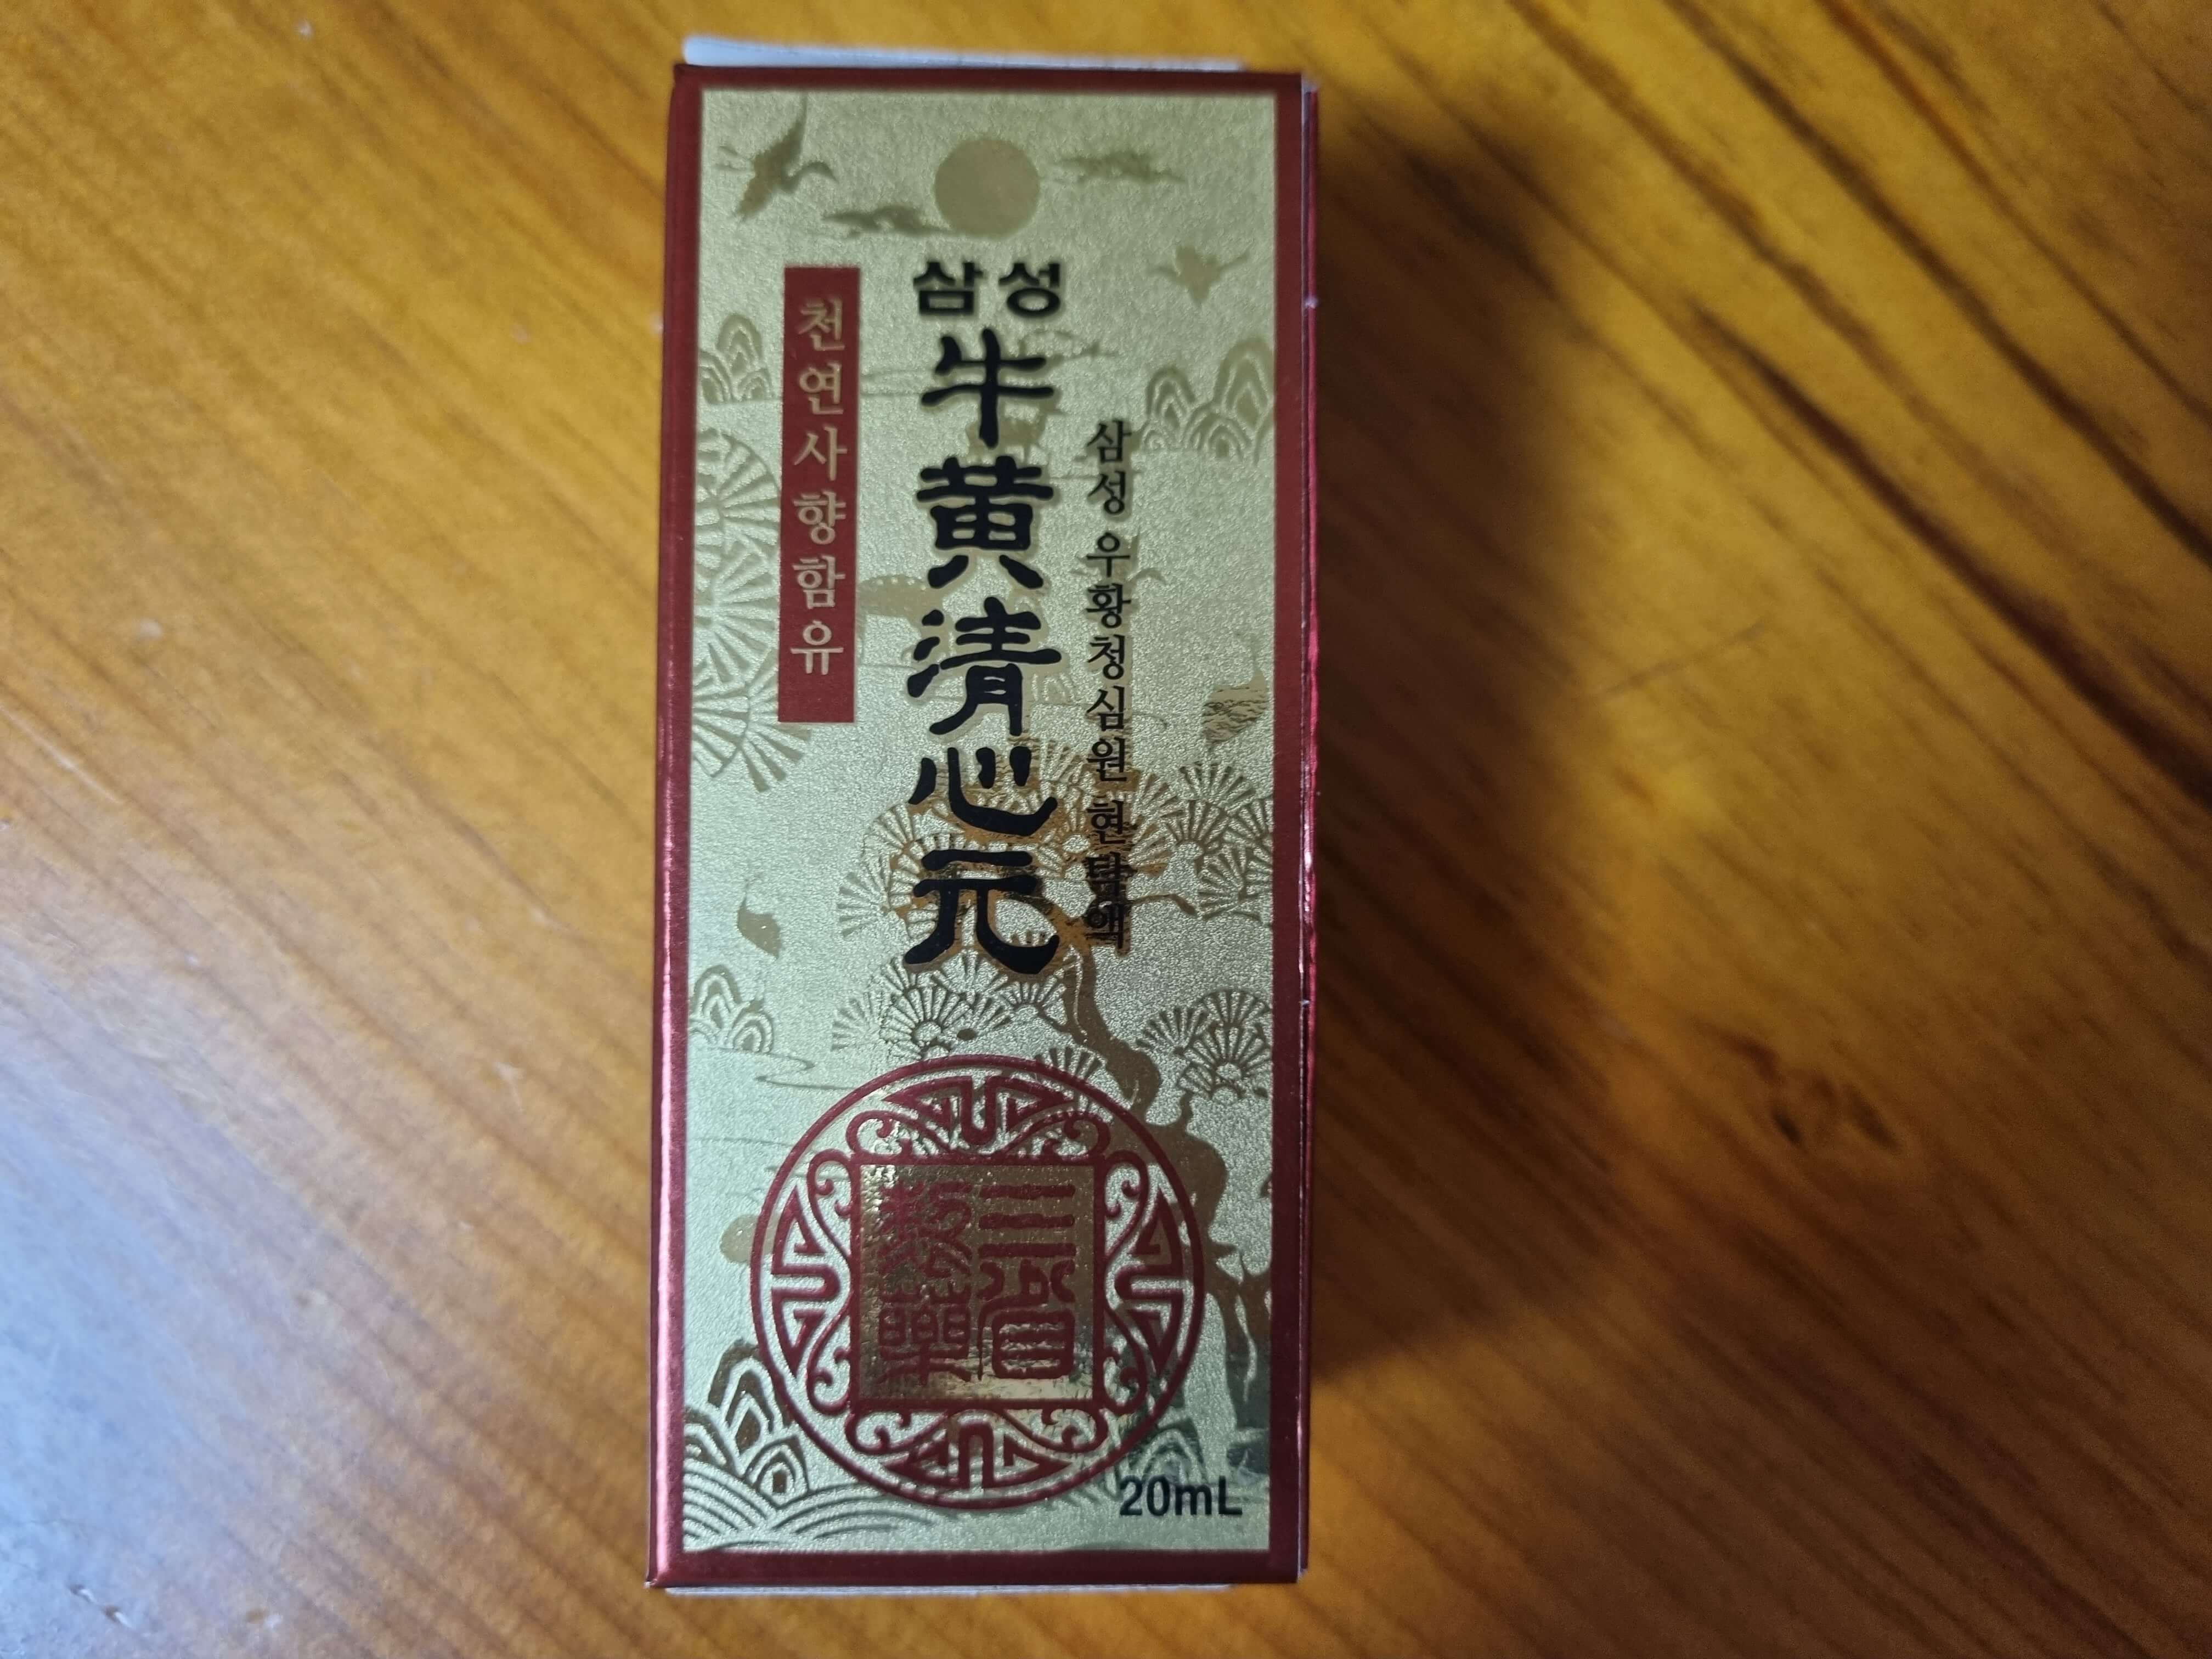 삼성
牛黄清心元
천연사향함유
삼성 우황청심원 현탁액
三省
製藥
20mL